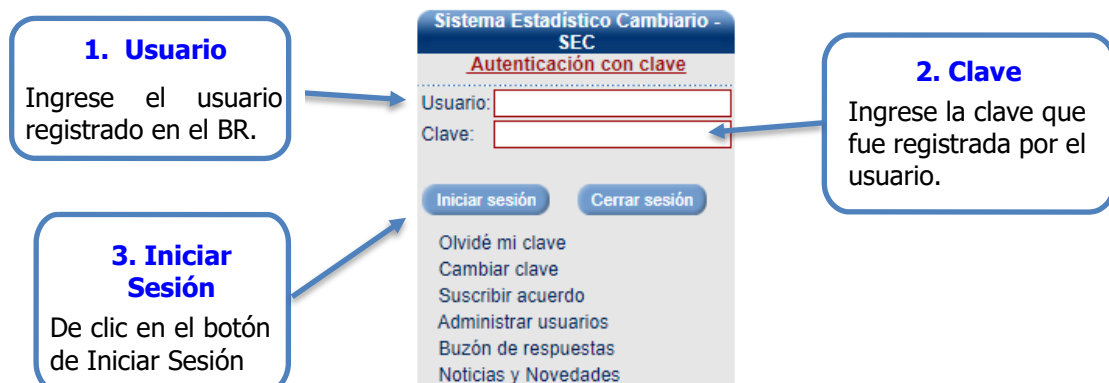 1. Usuario
Ingrese el usuario
registrado en el BR.
Sistema Estadístico Cambiario -
SEC
Autenticación con clave
Usuario:
Clave:
2. Clave
Ingrese la clave que
fue registrada por el
usuario.
3. Iniciar
Sesión
De clic en el botón
de Iniciar Sesión
Iniciar sesión
Cerrar sesión
Olvidé mi clave
Cambiar clave
Suscribir acuerdo
Administrar usuarios
Buzón de respuestas
Noticias y Novedades